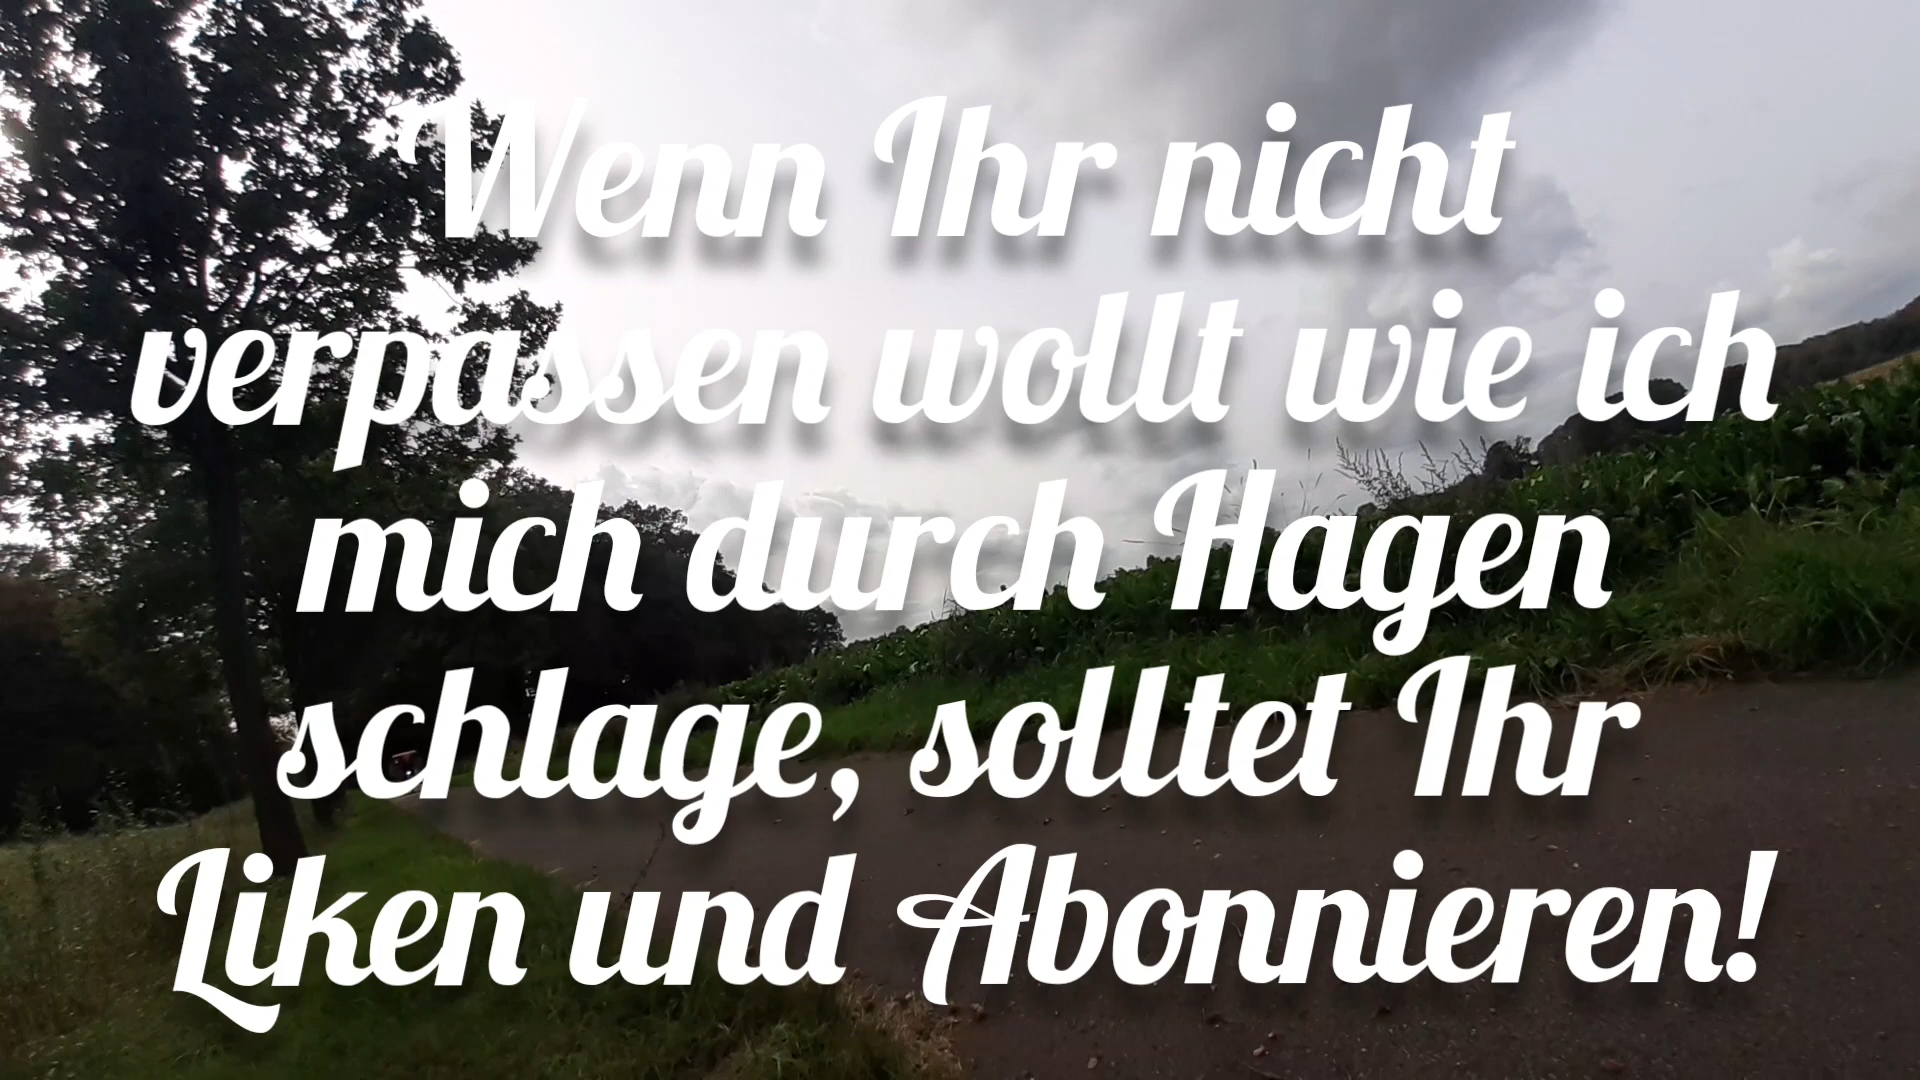 Wenn Ihr nicht
verpassen wollt wie ich
mich durch Hagen
schlage, solltet Ihr
Liken und Abonnieren!